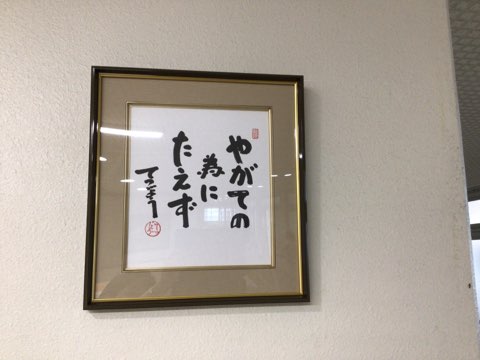 やがての
為に
たえず